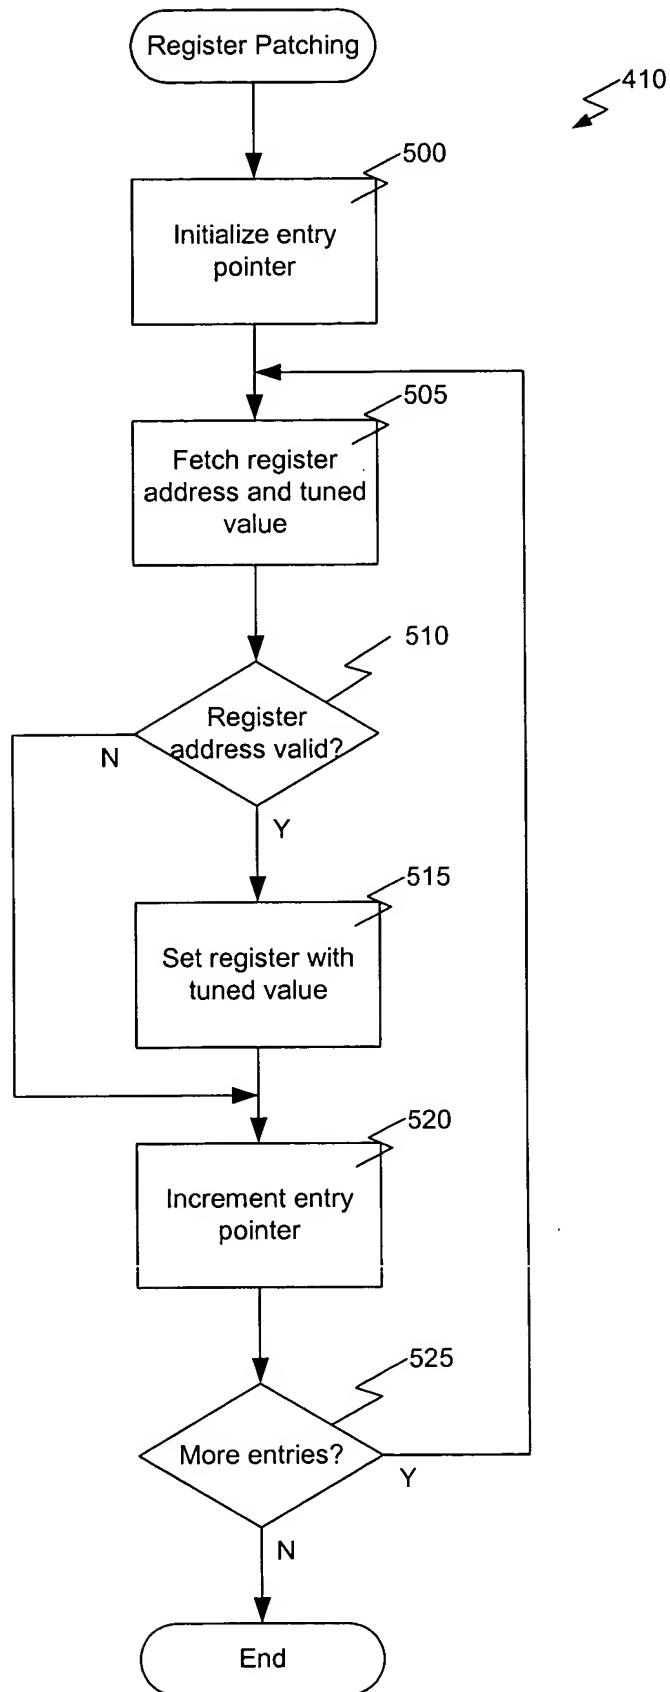 Register Patching
410
500
Initialize entry
pointer
505
Fetch register
address and tuned
value
510
Register
address valid?
N
Y
515
Set register with
tuned value
520
Increment entry
pointer
525
More entries?
Y
N
End